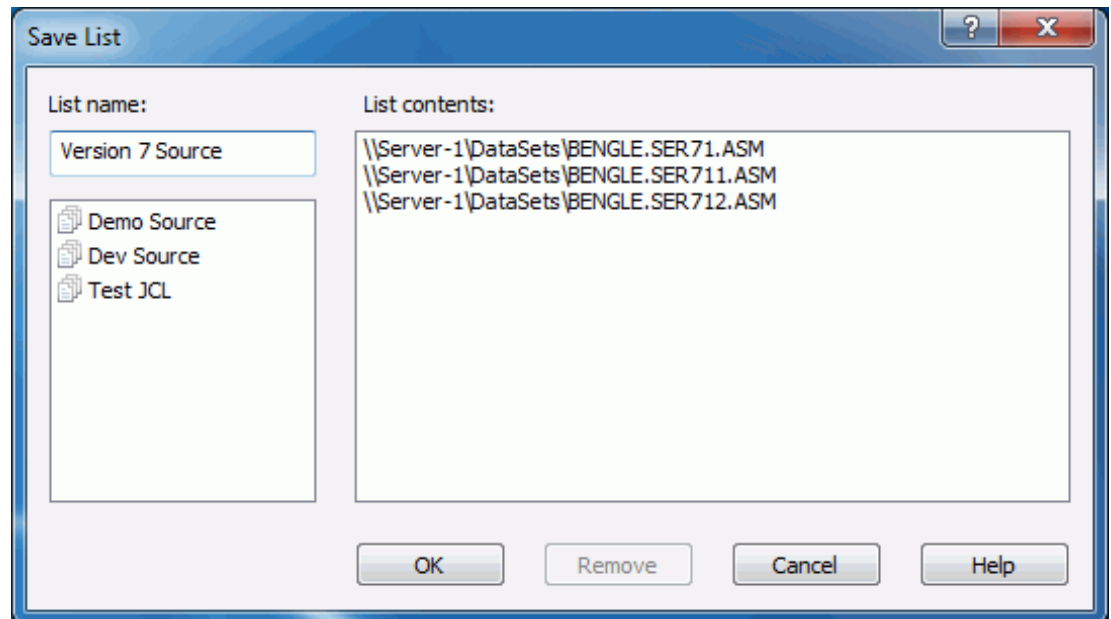 Save List
List name:
Version 7 Source
Demo Source
Dev Source
Test JCL
List contents:
\\Server-1\DataSets\BENGLE.SER71.ASM
\\Server-1\DataSets\BENGLE.SER711.ASM
\\Server-1\DataSets\BENGLE.SER712.ASM
OK
Remove
Cancel
Help